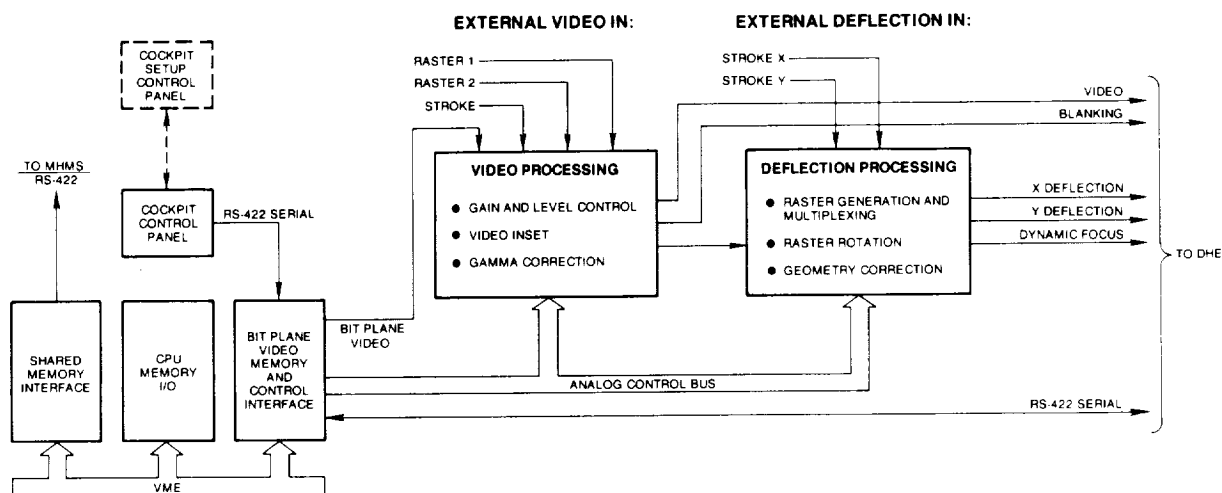 EXTERNAL VIDEO IN:
EXTERNAL DEFLECTION IN:
COCKPIT
SETUP
CONTROL
PANEL
RASTER 1
RASTER 2
STROKE
STROKE X
STROKE Y
VIDEO
BLANKING
TO MHMS
RS-422
COCKPIT
CONTROL
PANEL
RS-422 SERIAL
VIDEO PROCESSING
● GAIN AND LEVEL CONTROL
● VIDEO INSET
● GAMMA CORRECTION
DEFLECTION PROCESSING
● RASTER GENERATION AND
MULTIPLEXING
● RASTER ROTATION
● GEOMETRY CORRECTION
X DEFLECTION
Y DEFLECTION
DYNAMIC FOCUS
TO DHE
SHARED
MEMORY
INTERFACE
CPU
MEMORY
I/O
BIT PLANE
VIDEO
MEMORY
AND
CONTROL
INTERFACE
BIT PLANE
VIDEO
ANALOG CONTROL BUS
RS-422 SERIAL
VME